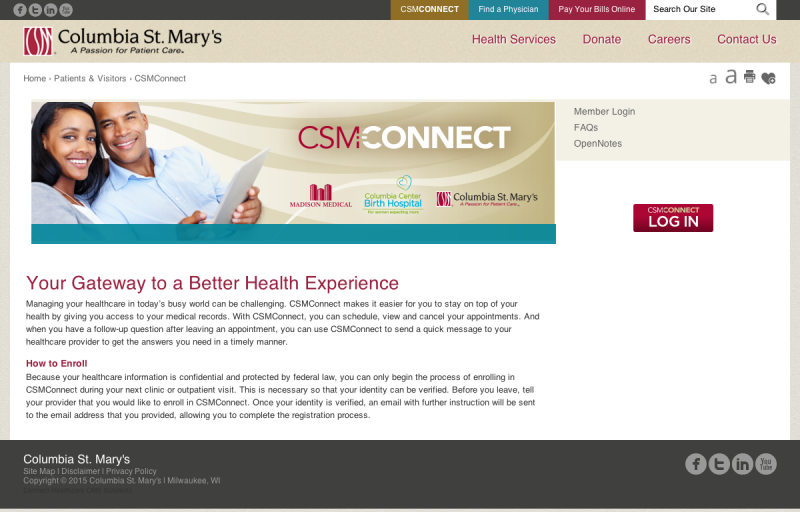 CSMCONNECT
Find a Physician
Pay Your Bills Online
Search Our Site
Columbia St. Mary's
A Passion for Patient Care
Health Services
Donate
Careers
Contact Us
Home › Patients & Visitors › CSMConnect
a a
CSM CONNECT
MADISON MEDICAL
Columbia Center
Birth Hospital
For women expecting more
Columbia St. Mary's
A Passion for Patient Care
Member Login
FAQs
OpenNotes
CSMCONNECT
LOG IN
Your Gateway to a Better Health Experience
Managing your healthcare in today's busy world can be challenging. CSMConnect makes it easier for you to stay on top of your
health by giving you access to your medical records. With CSMConnect, you can schedule, view and cancel your appointments. And
when you have a follow-up question after leaving an appointment, you can use CSMConnect to send a quick message to your
healthcare provider to get the answers you need in a timely manner.
How to Enroll
Because your healthcare information is confidential and protected by federal law, you can only begin the process of enrolling in
CSMConnect during your next clinic or outpatient visit. This is necessary so that your identity can be verified. Before you leave, tell
your provider that you would like to enroll in CSMConnect. Once your identity is verified, an email with further instruction will be sent
to the email address that you provided, allowing you to complete the registration process.
Columbia St. Mary's
Site Map | Disclaimer | Privacy Policy
Copyright © 2015 Columbia St. Mary's | Milwaukee, WI
You
Tube